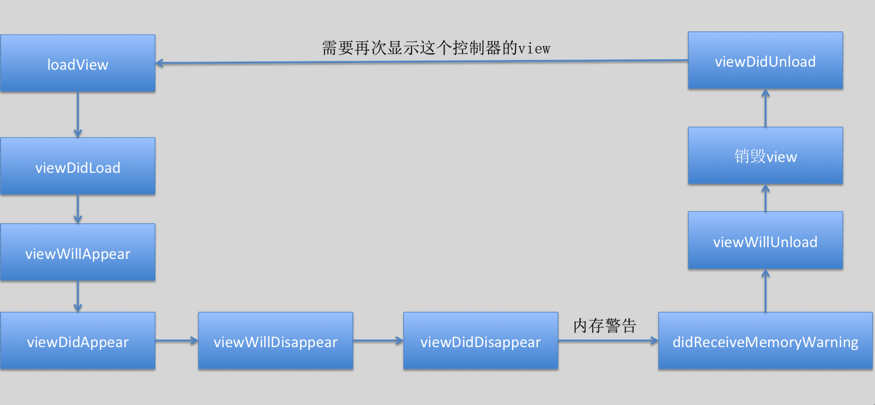 loadView
需要再次显示这个控制器的view
viewDidUnload
viewDidLoad
销毁view
viewWillAppear
viewWillUnload
viewDidAppear
viewWillDisappear
viewDidDisappear
内存警告
didReceiveMemoryWarning